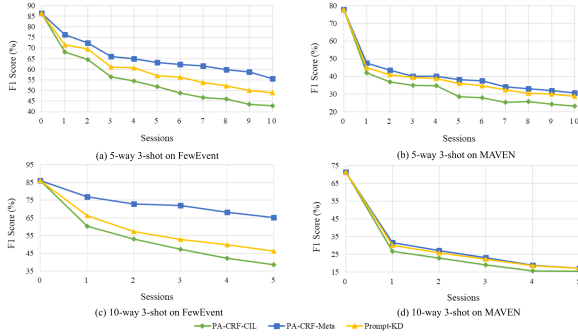 F1 Score (%)
90
85
80
75
70
65
60
55
50
45
40
0 1 2 3 4 5 6 7 8 9 10
Sessions
(a) 5-way 3-shot on FewEvent
F1 Score (%)
80
70
60
50
40
30
20
0 1 2 3 4 5 6 7 8 9 10
Sessions
(b) 5-way 3-shot on MAVEN
F1 Score (%)
95
85
75
65
55
45
35
0 1 2 3 4 5
Sessions
(c) 10-way 3-shot on FewEvent
F1 Score (%)
75
65
55
45
35
25
15
0 1 2 3 4 5
Sessions
(d) 10-way 3-shot on MAVEN
PA-CRF-CIL PA-CRF-Meta Prompt-KD